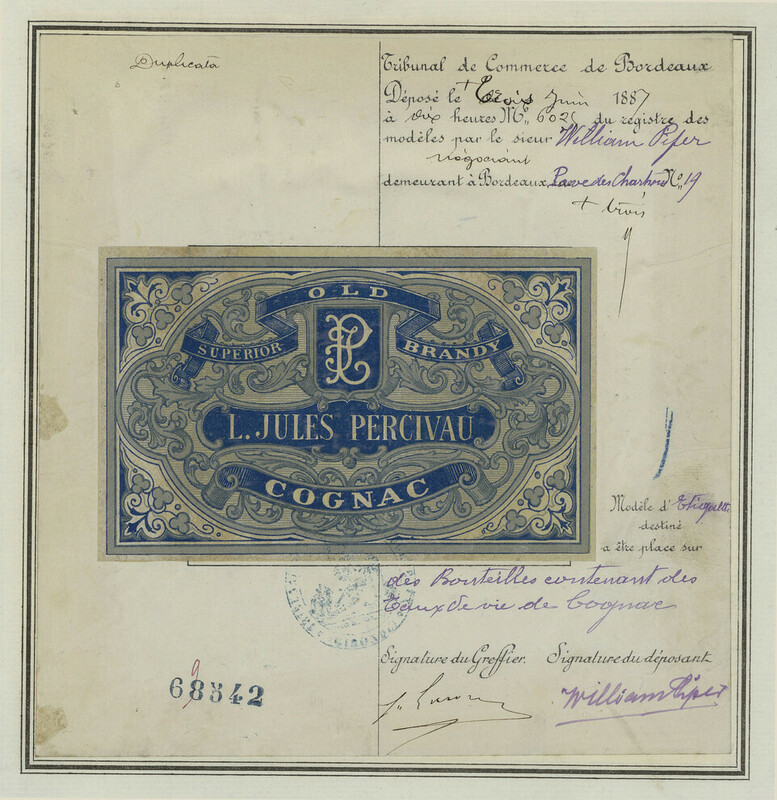 Duplicata
Tribunal de Commerce de Bordeaux
Déposé le + Juin 1887
à dix heures No. 6025 du registre des
modèles par le sieur William Piper
négociant
demeurant à Bordeaux, Pavé des Chartrons No. 19
+ trois
OLD
SUPERIOR BRANDY
L. JULES PERCIVAU
COGNAC
Modèle d'Etiquette
destiné
a être place sur
des Bouteilles contenant des
Eaux de vie de Cognac
Signature du Greffier. Signature du déposant
William Piper
9
68842